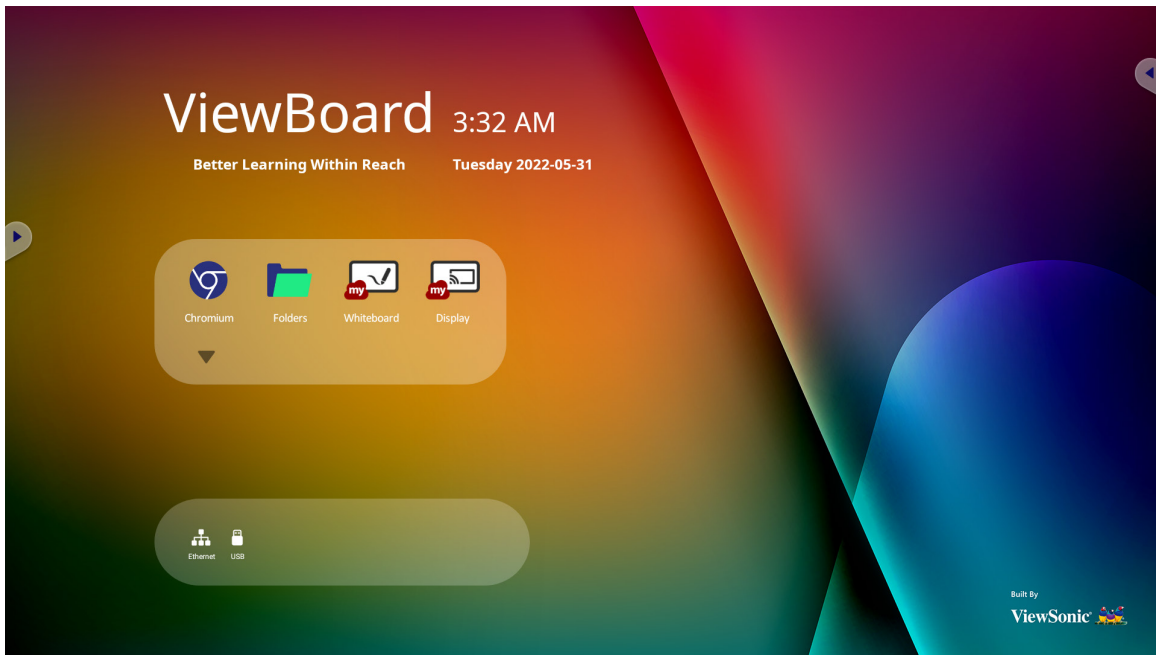 ViewBoard 3:32 AM
Better Learning Within Reach Tuesday 2022-05-31
Chromium Folders my Whiteboard my Display
Ethernet USB
Built By
ViewSonic®